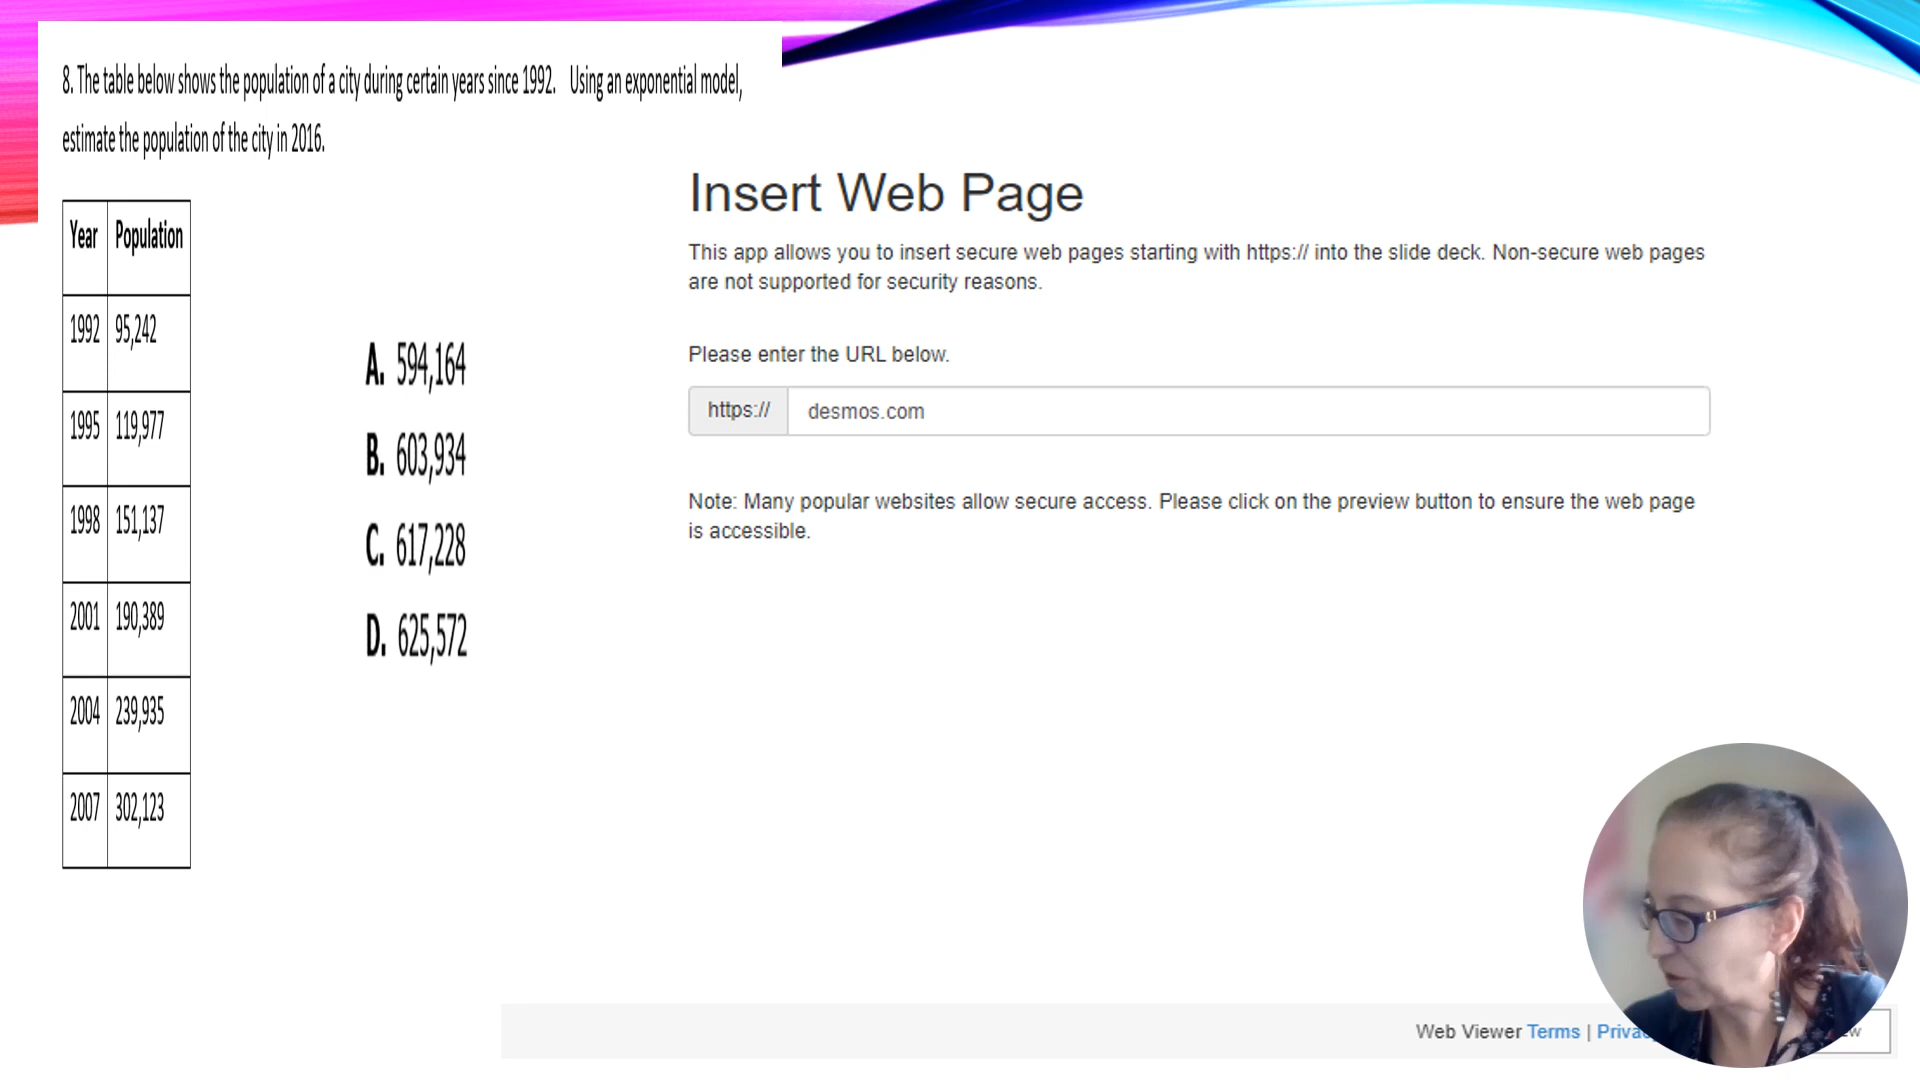 8. The table below shows the population of a city during certain years since 1992. Using an exponential model,
estimate the population of the city in 2016.
Year Population
1992 95,242
1995 119,977
1998 151,137
2001 190,389
2004 239,935
2007 302,123
A. 594,164
B. 603,934
C. 617,228
D. 625,572
Insert Web Page
This app allows you to insert secure web pages starting with https:// into the slide deck. Non-secure web pages
are not supported for security reasons.
Please enter the URL below.
https:// desmos.com
Note: Many popular websites allow secure access. Please click on the preview button to ensure the web page
is accessible.
Web Viewer Terms |